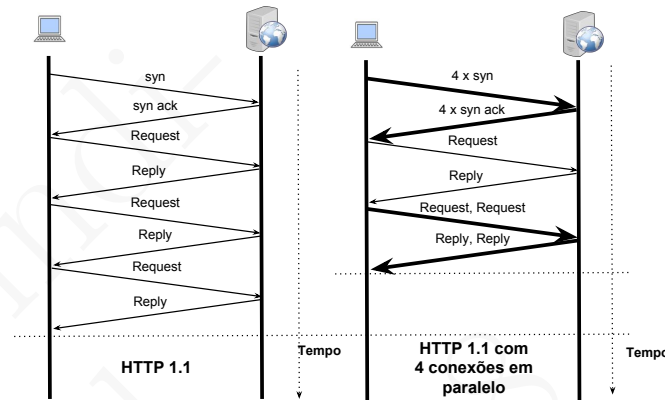 syn
syn ack
Request
Reply
Request
Reply
Request
Reply
HTTP 1.1
Tempo
4 x syn
4 x syn ack
Request
Reply
Request, Request
Reply, Reply
HTTP 1.1 com
4 conexões em
paralelo
Tempo